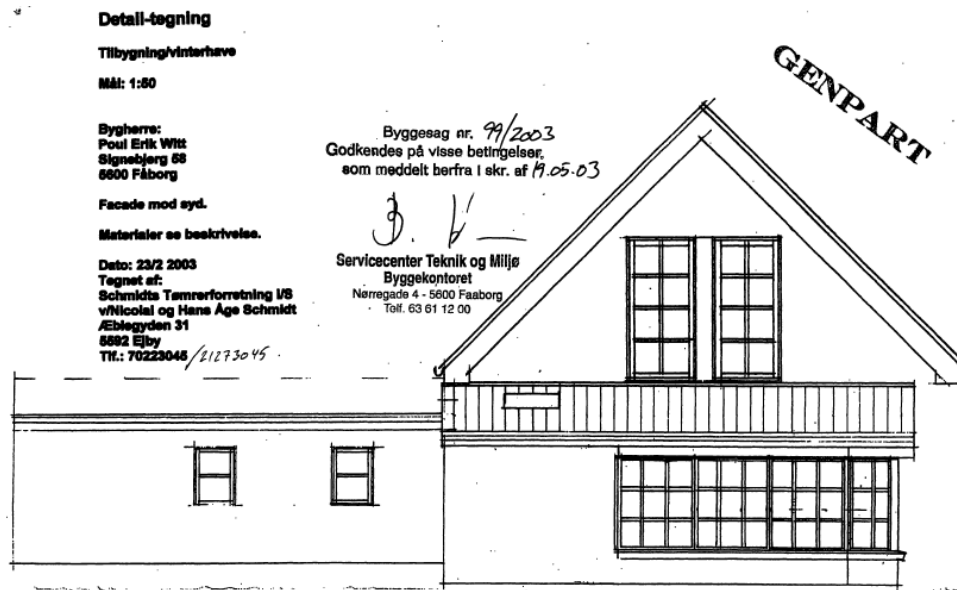 Detail-tegning
Tilbygning/vinterhave
Mål: 1:50
Bygherre:
Poul Erik Witt
Signebjerg 58
5600 Fåborg
Facade mod syd.
Materialer se beskrivelse.
Dato: 23/2 2003
Tegnet af:
Schmidts Tømrerforretning I/S
v/Nicolai og Hans Åge Schmidt
Æblegyden 31
5592 Ejby
Tlf.: 70223045 /21273045
Byggesag nr. 99/2003
Godkendes på visse betingelser,
som meddelt herfra i skr. af 19.05.03
Servicecenter Teknik og Miljø
Byggekontoret
Nørregade 4 - 5600 Faaborg
Telf. 63 61 12 00
GENPART